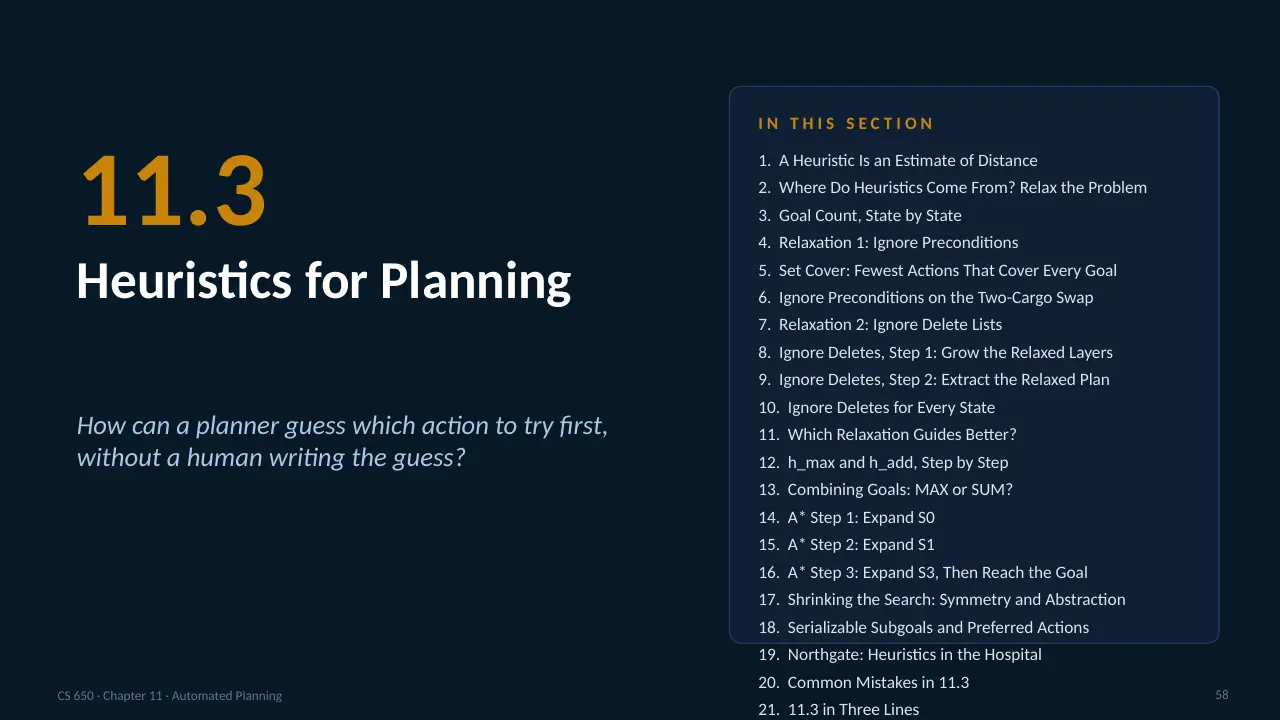 11.3
Heuristics for Planning
How can a planner guess which action to try first,
without a human writing the guess?
IN THIS SECTION
1. A Heuristic Is an Estimate of Distance
2. Where Do Heuristics Come From? Relax the Problem
3. Goal Count, State by State
4. Relaxation 1: Ignore Preconditions
5. Set Cover: Fewest Actions That Cover Every Goal
6. Ignore Preconditions on the Two-Cargo Swap
7. Relaxation 2: Ignore Delete Lists
8. Ignore Deletes, Step 1: Grow the Relaxed Layers
9. Ignore Deletes, Step 2: Extract the Relaxed Plan
10. Ignore Deletes for Every State
11. Which Relaxation Guides Better?
12. h_max and h_add, Step by Step
13. Combining Goals: MAX or SUM?
14. A* Step 1: Expand S0
15. A* Step 2: Expand S1
16. A* Step 3: Expand S3, Then Reach the Goal
17. Shrinking the Search: Symmetry and Abstraction
18. Serializable Subgoals and Preferred Actions
19. Northgate: Heuristics in the Hospital
20. Common Mistakes in 11.3
21. 11.3 in Three Lines
CS 650 · Chapter 11 · Automated Planning
58